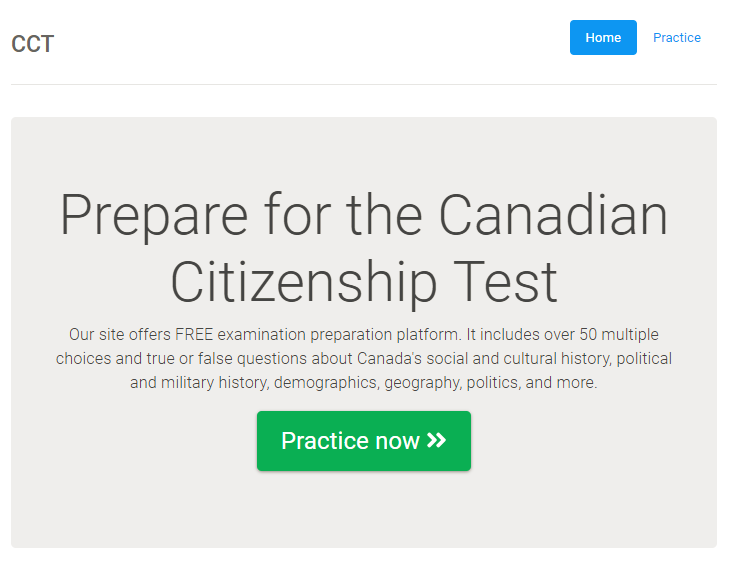 CCT
Home
Practice
Prepare for the Canadian
Citizenship Test
Our site offers FREE examination preparation platform. It includes over 50 multiple
choices and true or false questions about Canada's social and cultural history, political
and military history, demographics, geography, politics, and more.
Practice now